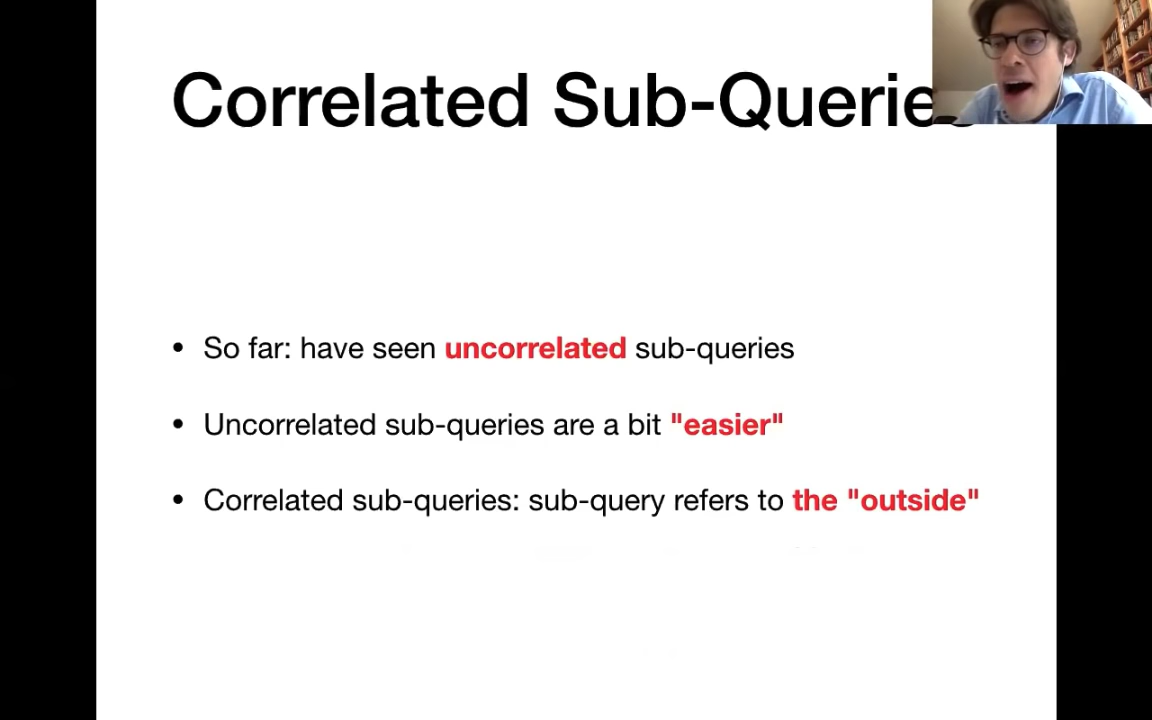 Correlated Sub-Querie
• So far: have seen uncorrelated sub-queries
• Uncorrelated sub-queries are a bit "easier"
• Correlated sub-queries: sub-query refers to the "outside"